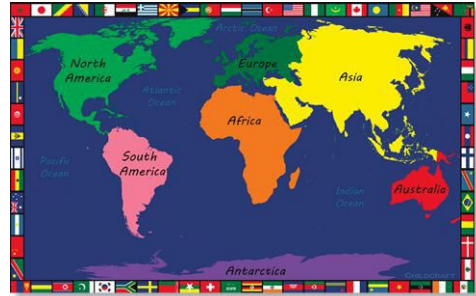 Arctic Ocean
North
America
Europe
Asia
Atlantic
Ocean
Africa
Pacific
Ocean
South
America
Indian
Ocean
Australia
Antarctica
CHILDCRAFT